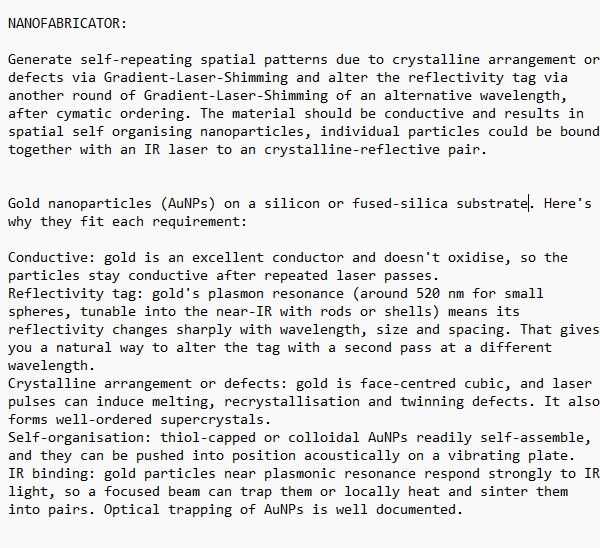 NANOFABRICATOR:
Generate self-repeating spatial patterns due to crystalline arrangement or
defects via Gradient-Laser-Shimming and alter the reflectivity tag via
another round of Gradient-Laser-Shimming of an alternative wavelength,
after cymatic ordering. The material should be conductive and results in
spatial self organising nanoparticles, individual particles could be bound
together with an IR laser to an crystalline-reflective pair.
Gold nanoparticles (AuNPs) on a silicon or fused-silica substrate. Here's
why they fit each requirement:
Conductive: gold is an excellent conductor and doesn't oxidise, so the
particles stay conductive after repeated laser passes.
Reflectivity tag: gold's plasmon resonance (around 520 nm for small
spheres, tunable into the near-IR with rods or shells) means its
reflectivity changes sharply with wavelength, size and spacing. That gives
you a natural way to alter the tag with a second pass at a different
wavelength.
Crystalline arrangement or defects: gold is face-centred cubic, and laser
pulses can induce melting, recrystallisation and twinning defects. It also
forms well-ordered supercrystals.
Self-organisation: thiol-capped or colloidal AuNPs readily self-assemble,
and they can be pushed into position acoustically on a vibrating plate.
IR binding: gold particles near plasmonic resonance respond strongly to IR
light, so a focused beam can trap them or locally heat and sinter them
into pairs. Optical trapping of AuNPs is well documented.